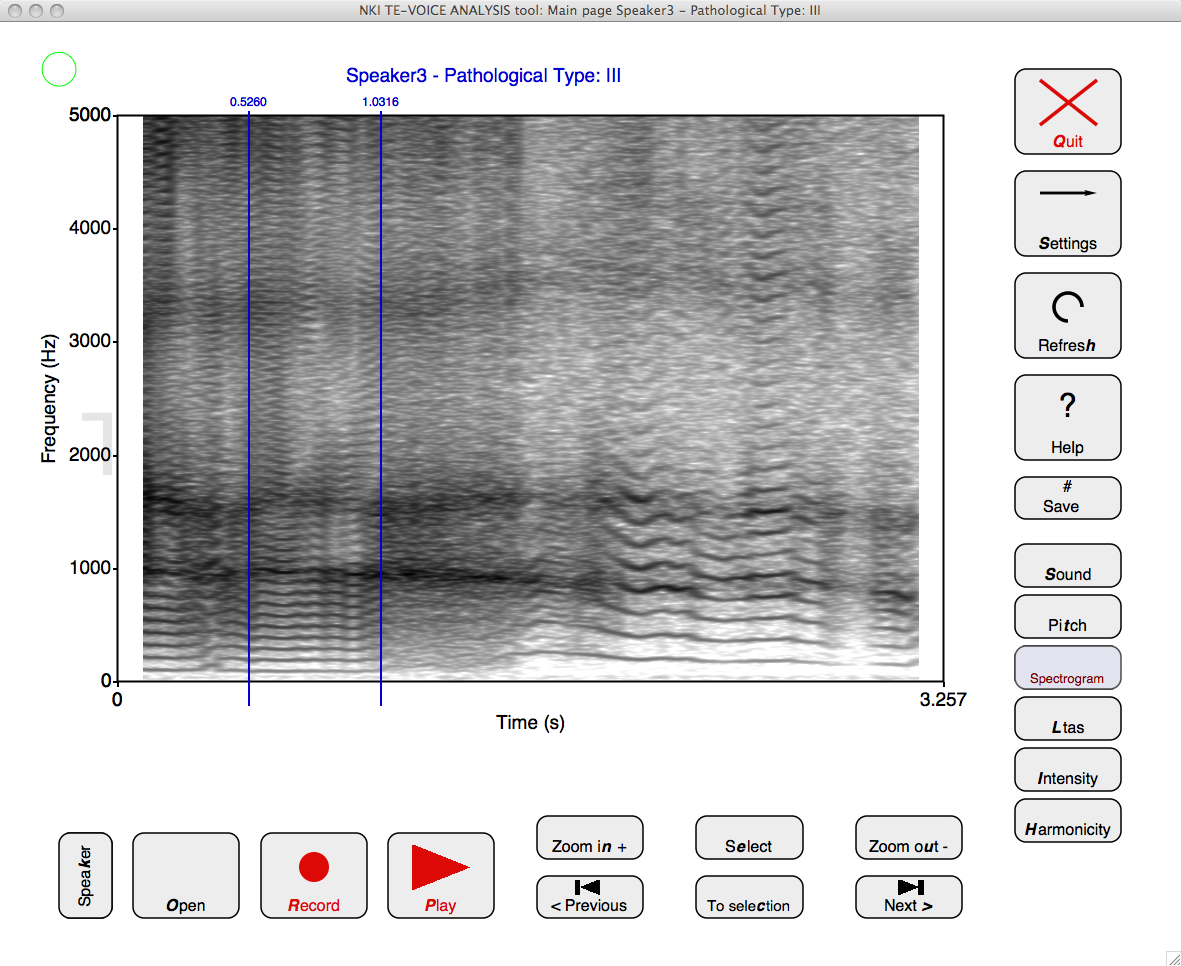 NKI TE-VOICE ANALYSIS tool: Main page Speaker3 - Pathological Type: III
Speaker3 - Pathological Type: III
0.5260
1.0316
5000
4000
3000
2000
1000
0
Frequency (Hz)
0
3.257
Time (s)
Quit
Settings
Refresh
?
Help
#
Save
Sound
Pitch
Spectrogram
Ltas
Intensity
Harmonicity
Speaker
Open
Record
Play
Zoom in +
Select
Zoom out -
< Previous
To selection
Next >